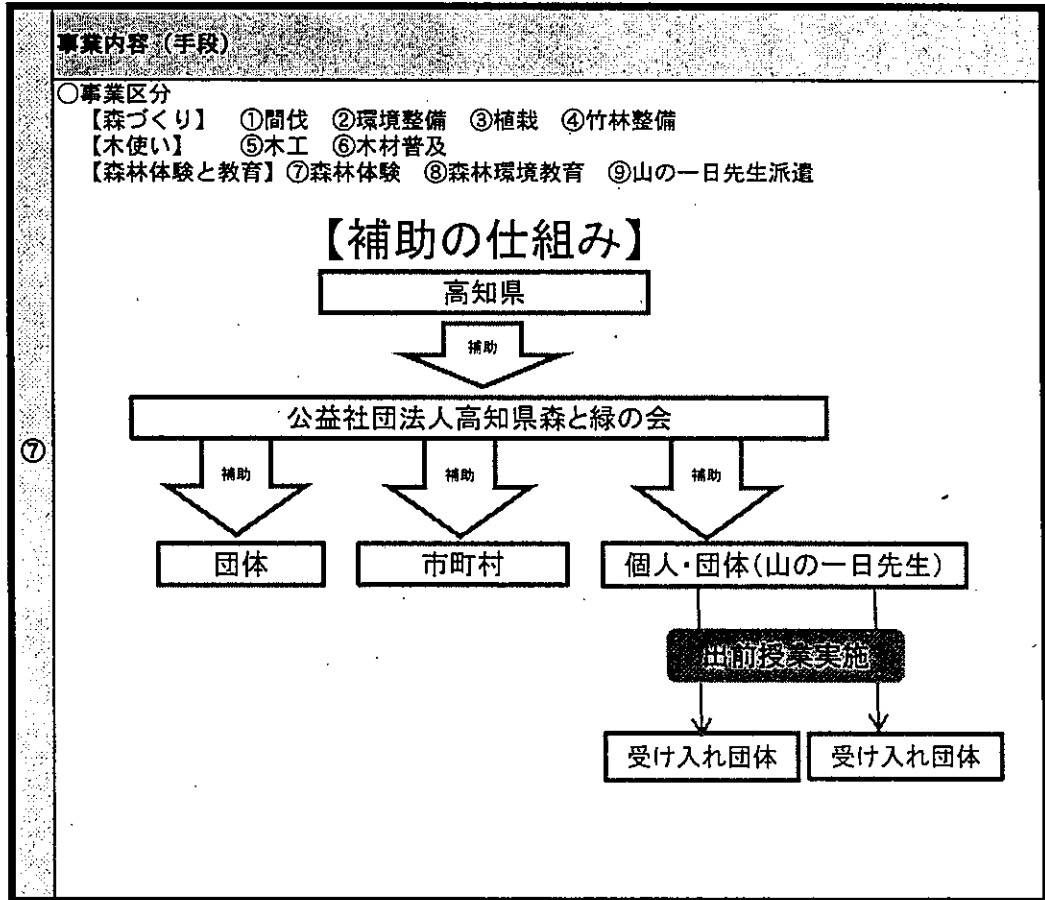 事業内容（手段）
○事業区分
【森づくり】 ①間伐 ②環境整備 ③植栽 ④竹林整備
【木使い】 ⑤木工 ⑥木材普及
【森林体験と教育】⑦森林体験 ⑧森林環境教育 ⑨山の一日先生派遣
【補助の仕組み】
高知県
補助
公益社団法人高知県森と緑の会
⑦
補助 補助 補助
団体 市町村 個人・団体（山の一日先生）
出前授業実施
受け入れ団体 受け入れ団体